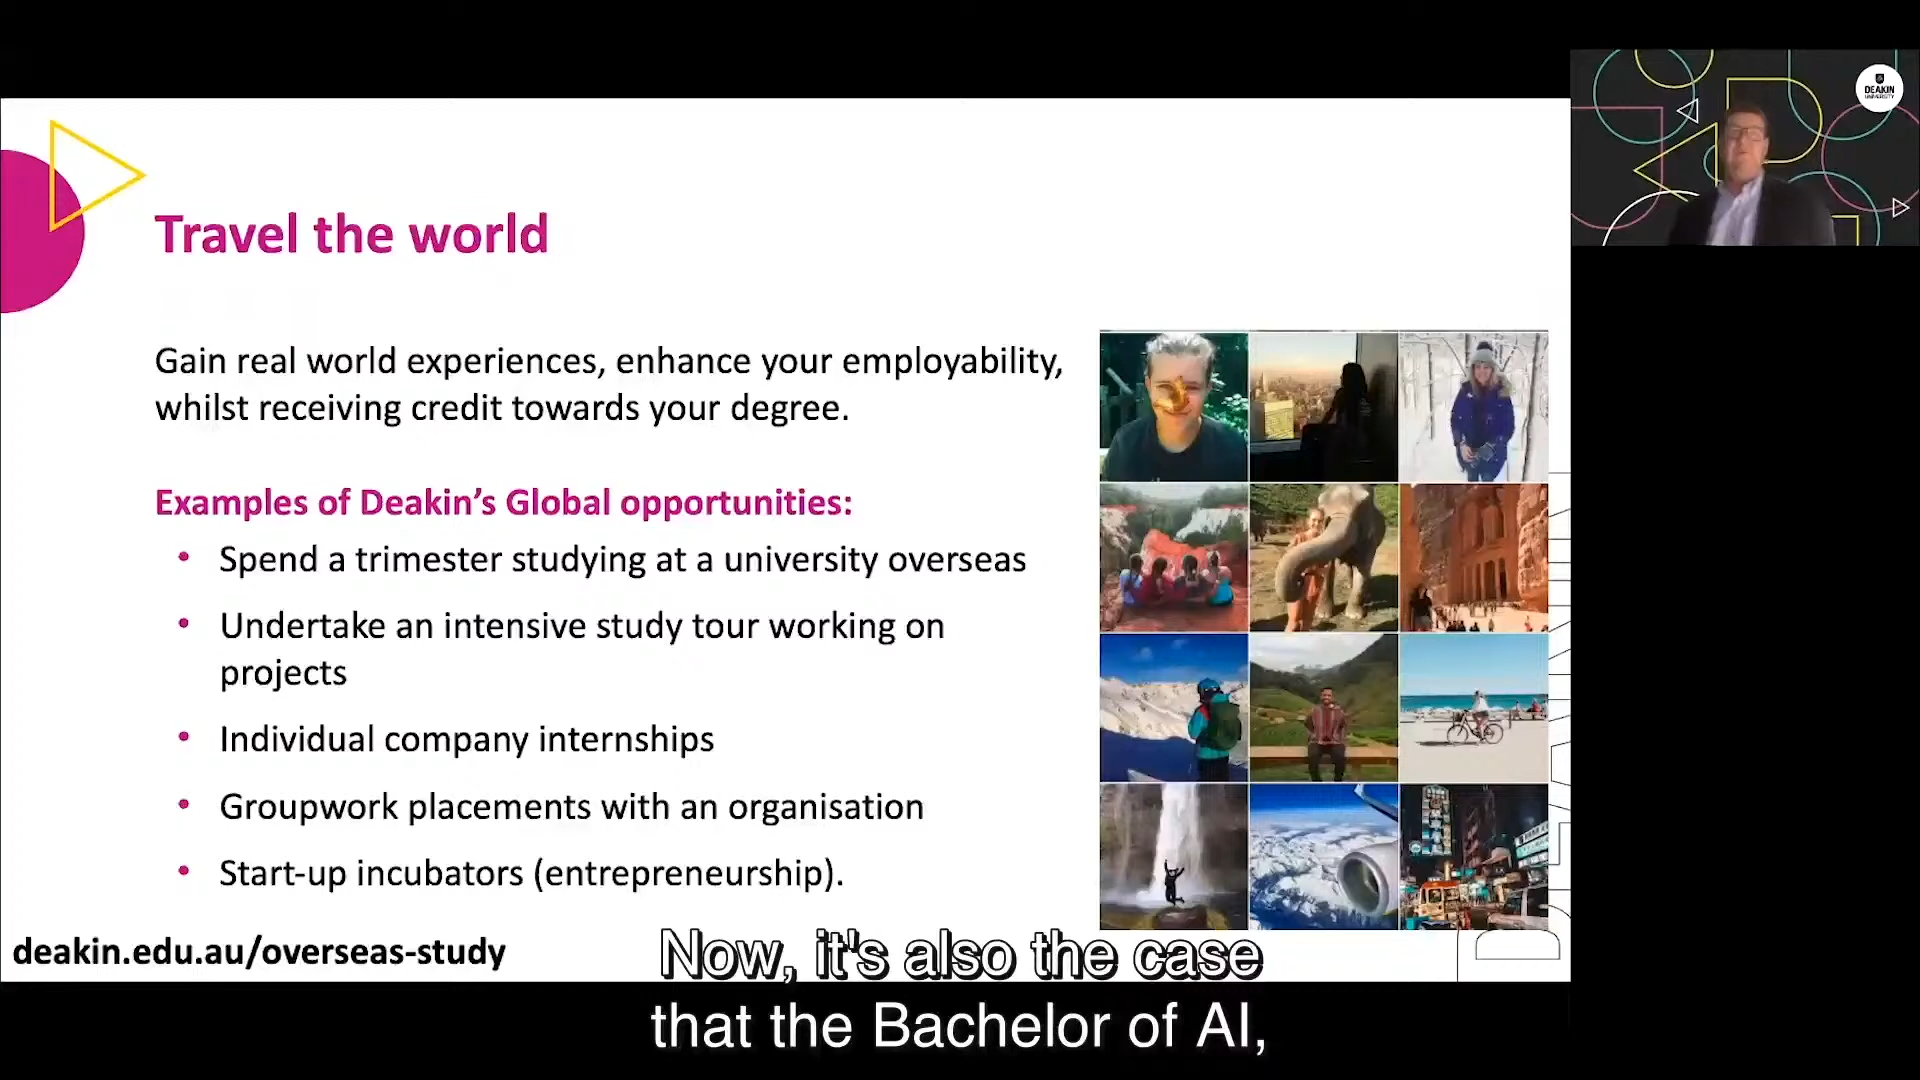 DEAKIN
UNIVERSITY
Travel the world
Gain real world experiences, enhance your employability,
whilst receiving credit towards your degree.
Examples of Deakin's Global opportunities:
• Spend a trimester studying at a university overseas
• Undertake an intensive study tour working on
projects
• Individual company internships
• Groupwork placements with an organisation
• Start-up incubators (entrepreneurship).
deakin.edu.au/overseas-study
Now, it's also the case
that the Bachelor of AI,